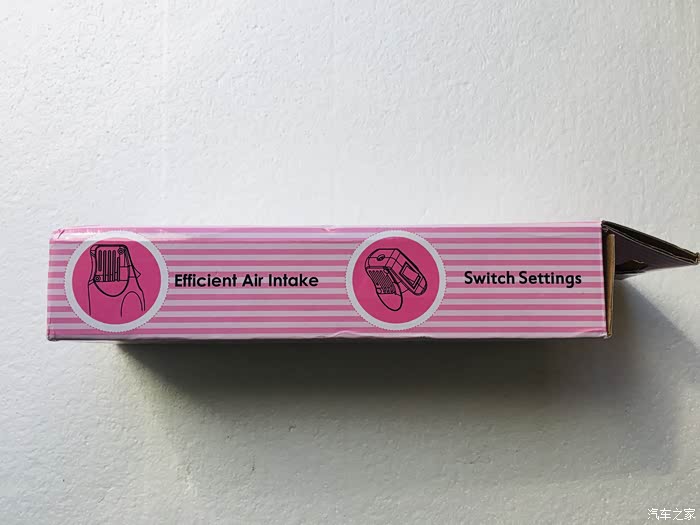 Efficient Air Intake
Switch Settings
汽车之家